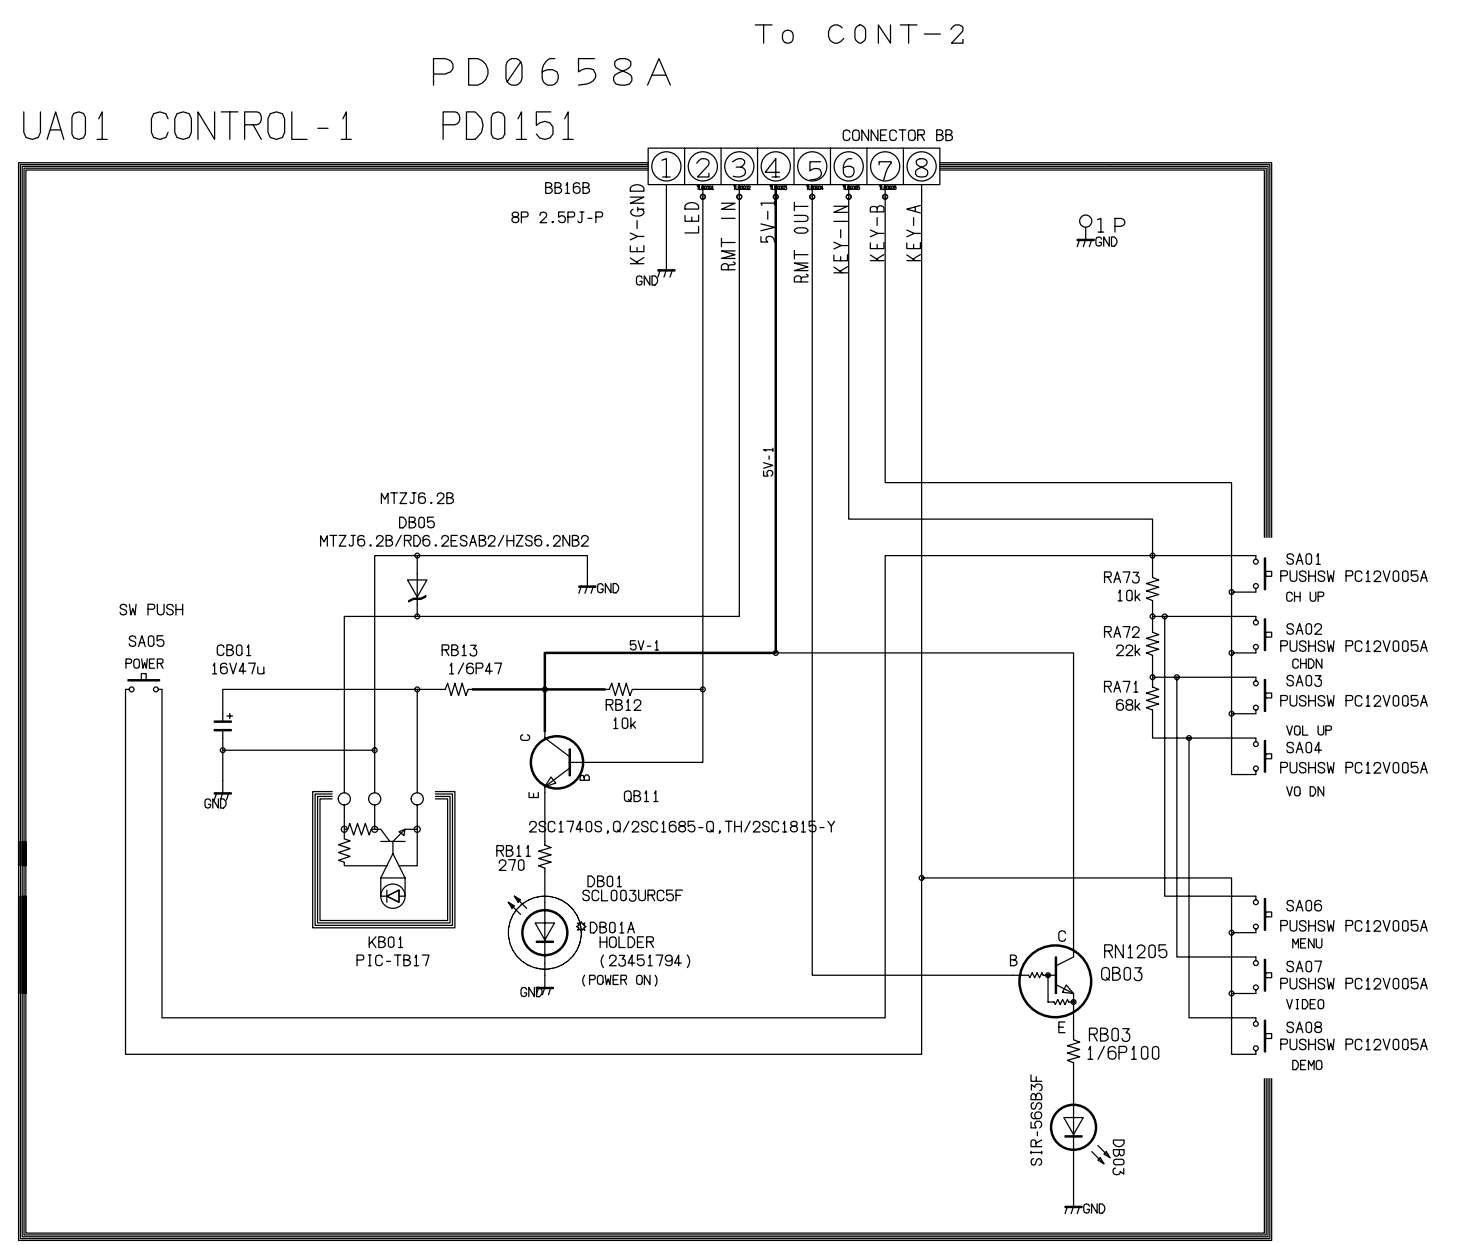 To CONT-2
PD0658A
UA01 CONTROL-1 PD0151
CONNECTOR BB
1 2 3 4 5 6 7 8
BB16B
8P 2.5PJ-P
KEY-GND
LED
RMT IN
5V-1
RMT OUT
KEY-IN
KEY-B
KEY-A
GND
1P
GND
5V-1
MTZJ6.2B
DB05
MTZJ6.2B/RD6.2ESAB2/HZS6.2NB2
GND
SW PUSH
SA05
POWER
CB01
16V47u
+
GND
RB13
1/6P47
5V-1
RB12
10k
C
B
E
QB11
2SC1740S,Q/2SC1685-Q,TH/2SC1815-Y
RB11
270
DB01
SCL003URC5F
DB01A
HOLDER
(23451794)
(POWER ON)
GND
KB01
PIC-TB17
RA73
10k
RA72
22k
RA71
68k
SA01
PUSHSW PC12V005A
CH UP
SA02
PUSHSW PC12V005A
CHDN
SA03
PUSHSW PC12V005A
VOL UP
SA04
PUSHSW PC12V005A
VO DN
SA06
PUSHSW PC12V005A
MENU
SA07
PUSHSW PC12V005A
VIDEO
SA08
PUSHSW PC12V005A
DEMO
C
B
E
RN1205
QB03
RB03
1/6P100
SIR-56SB3F
DB03
GND